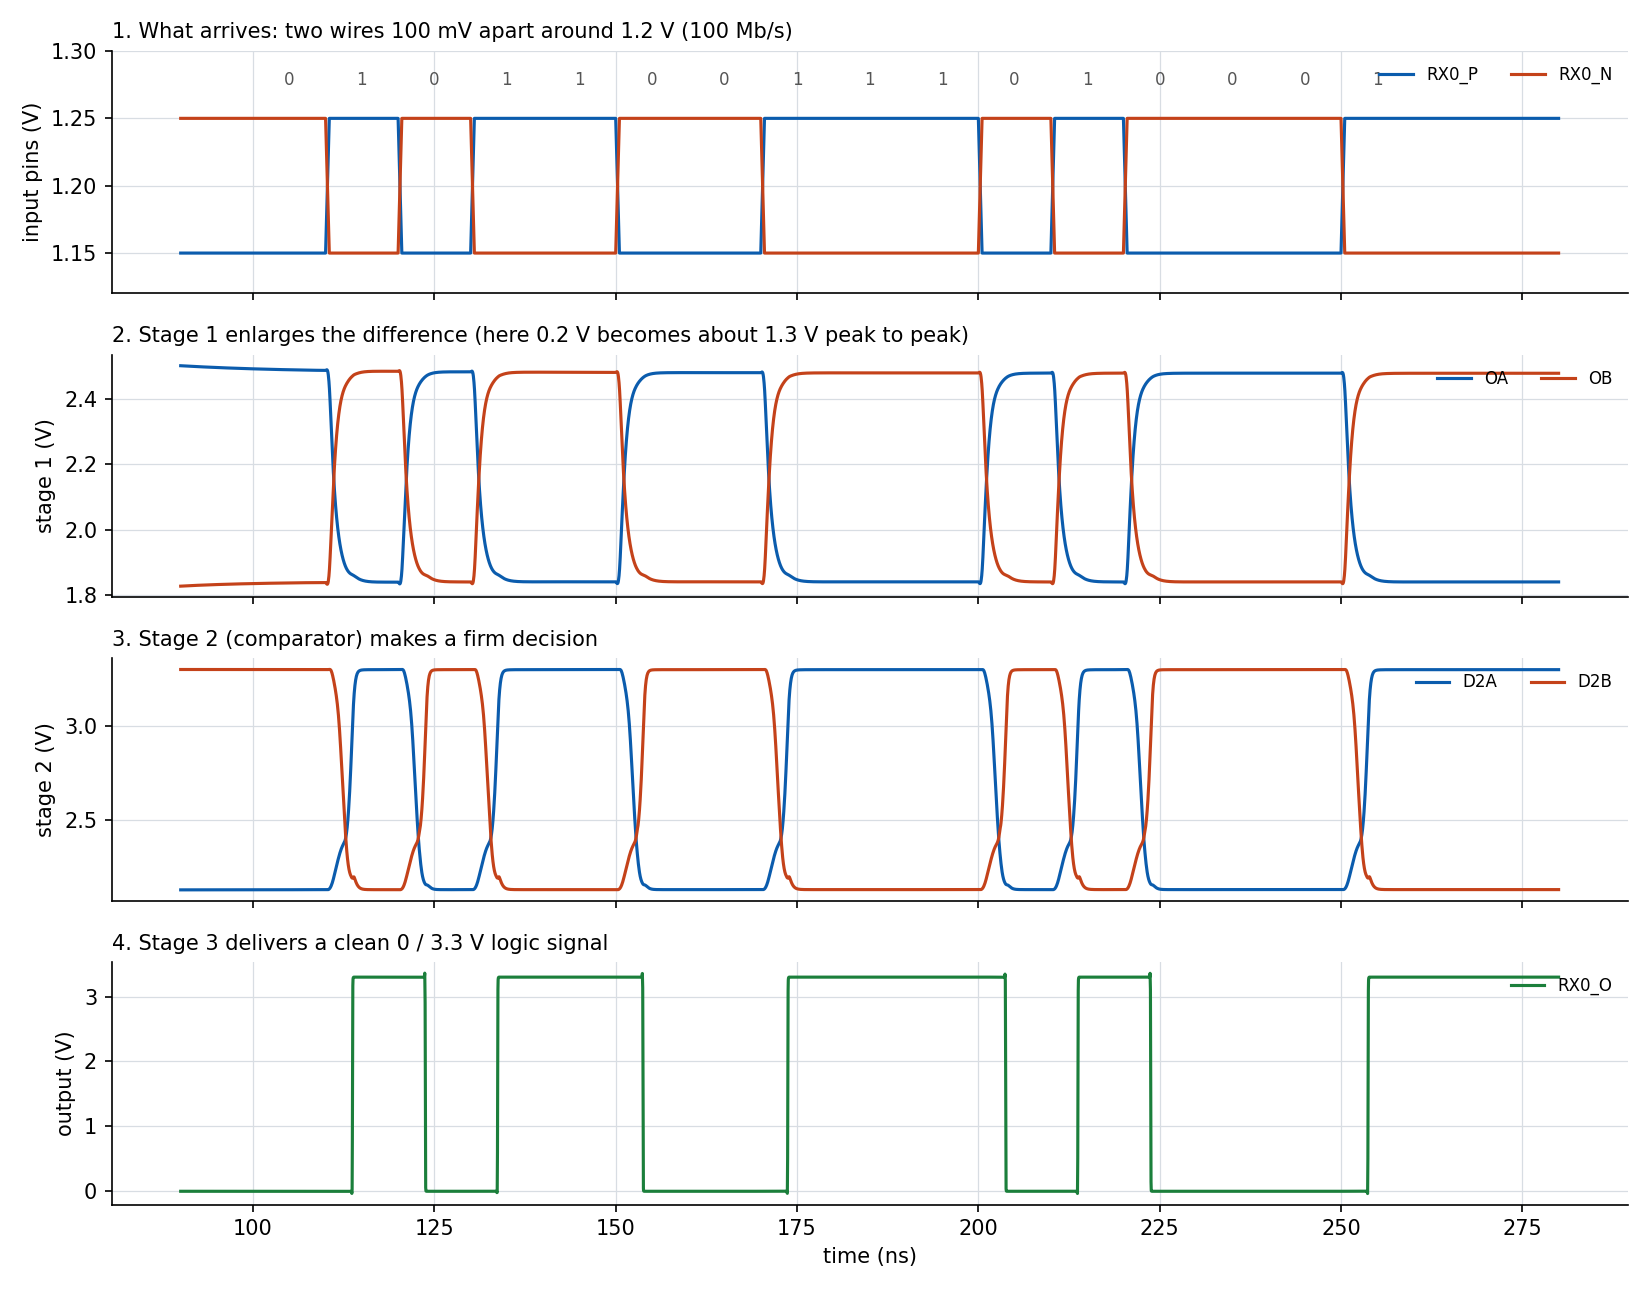 1. What arrives: two wires 100 mV apart around 1.2 V (100 Mb/s)
1.30
0 1 0 1 1 0 0 1 1 1 0 1 0 0 0 1
RX0_P RX0_N
1.25
1.20
1.15
input pins (V)
2. Stage 1 enlarges the difference (here 0.2 V becomes about 1.3 V peak to peak)
OA OB
2.4
2.2
2.0
1.8
stage 1 (V)
3. Stage 2 (comparator) makes a firm decision
D2A D2B
3.0
2.5
stage 2 (V)
4. Stage 3 delivers a clean 0 / 3.3 V logic signal
RX0_O
3
2
1
0
output (V)
100 125 150 175 200 225 250 275
time (ns)